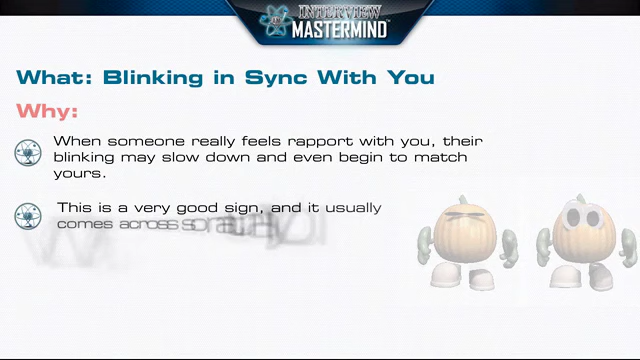 INTERVIEW
MASTERMIND
What: Blinking in Sync With You
Why:
When someone really feels rapport with you, their
blinking may slow down and even begin to match
yours.
This is a very good sign, and it usually
comes across